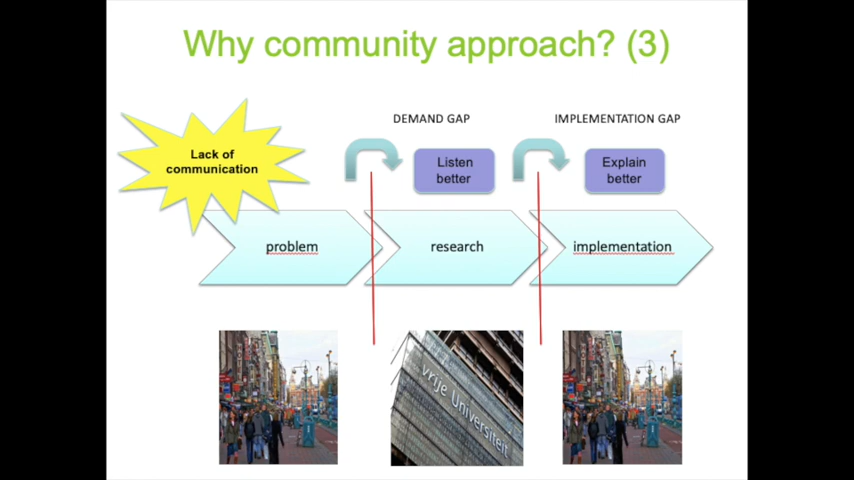 Why community approach? (3)
DEMAND GAP
IMPLEMENTATION GAP
Lack of
communication
Listen
better
Explain
better
problem
research
implementation
vrije Universiteit